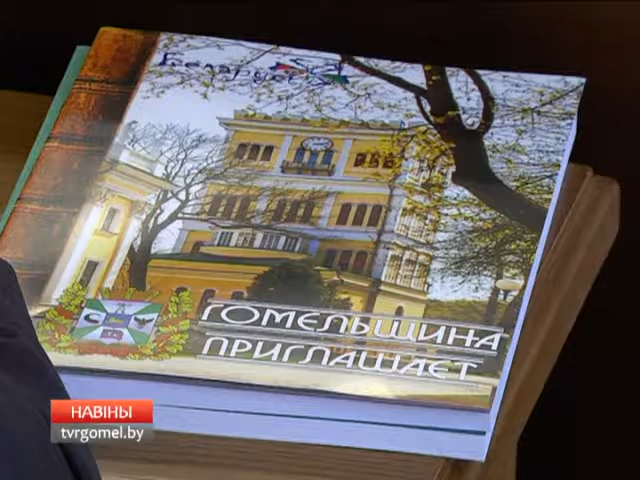 Беларусь
ГОМЕЛЬЩИНА
ПРИГЛАШАЕТ
НАВІНЫ
tvrgomel.by